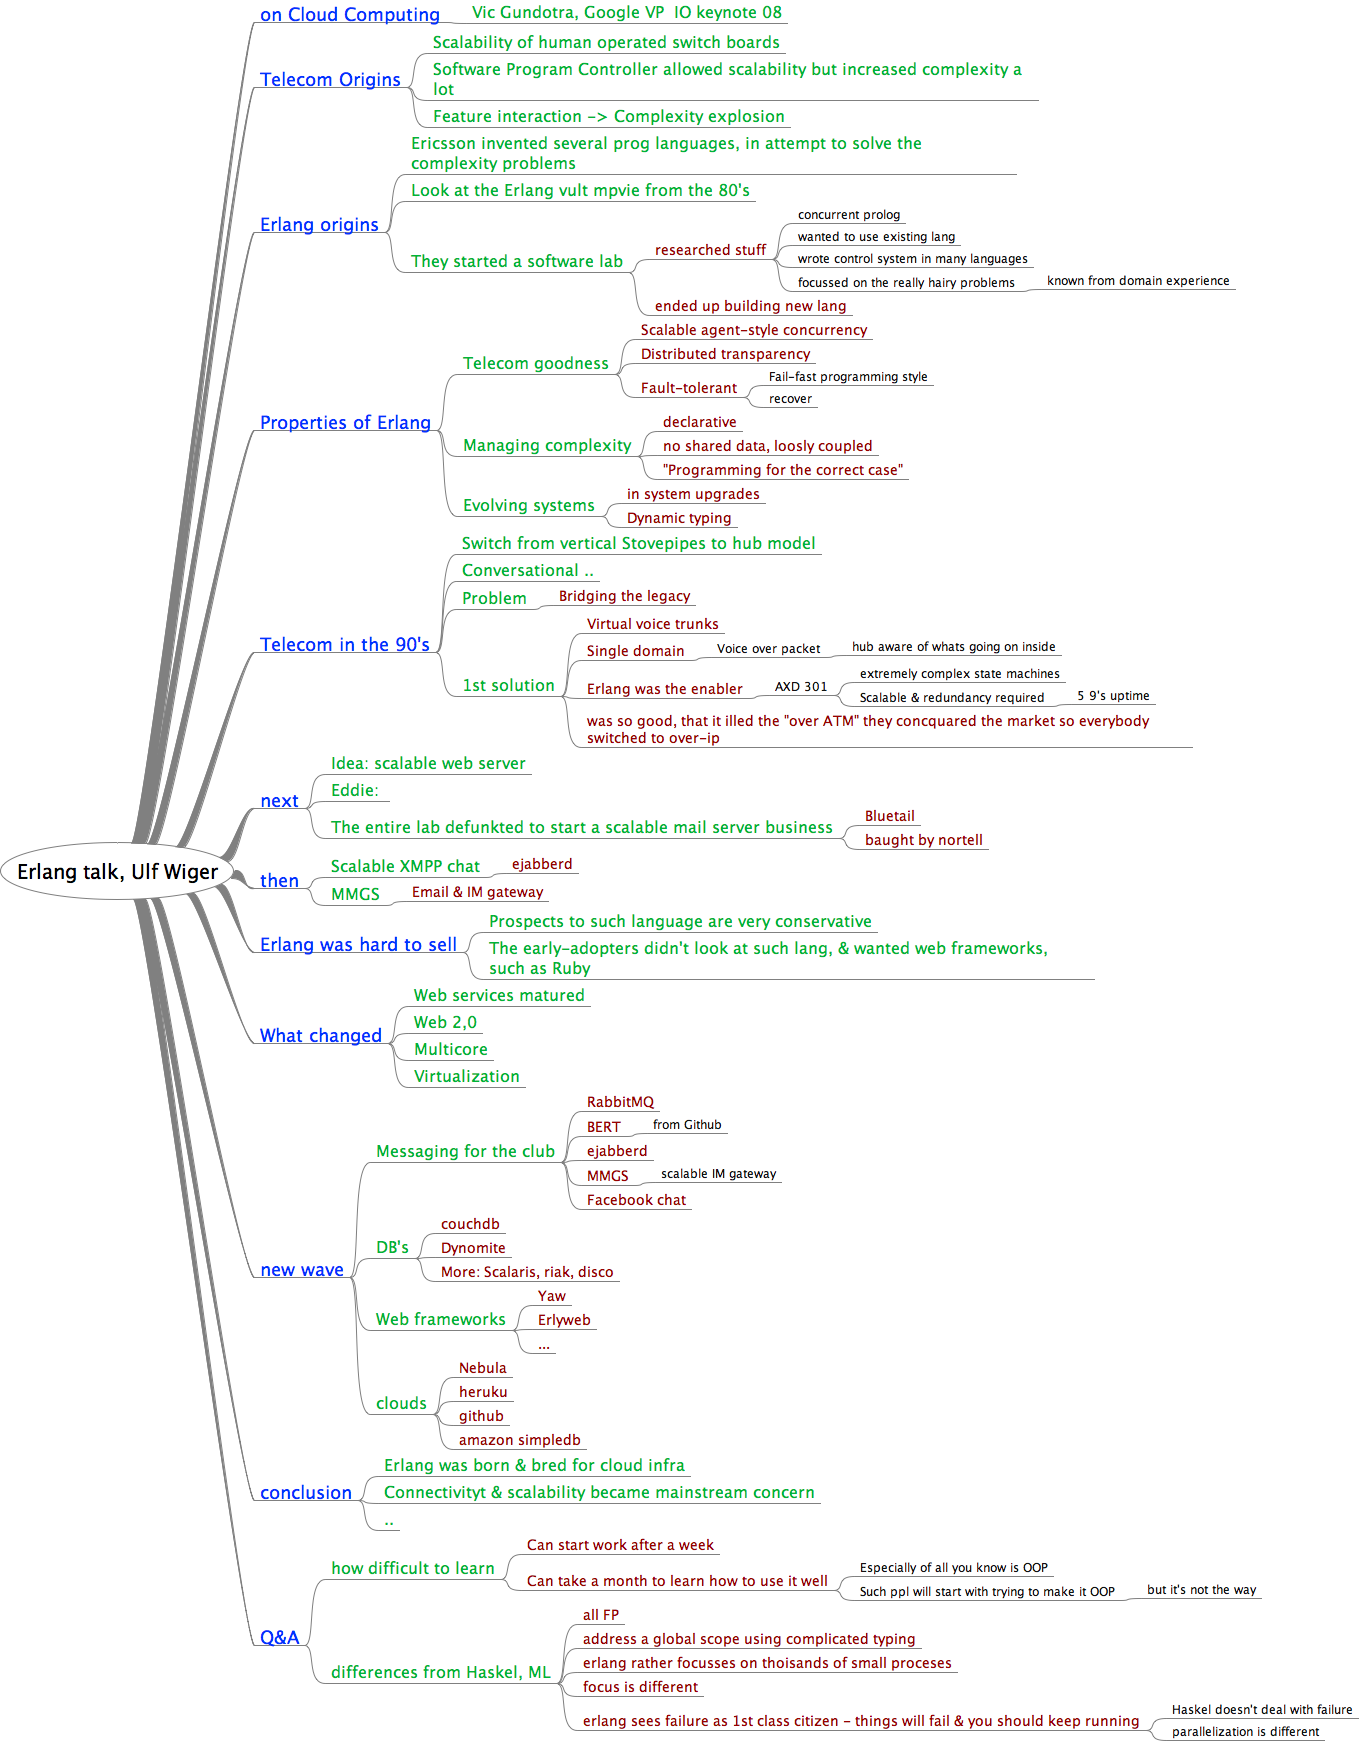 on Cloud Computing
Vic Gundotra, Google VP  IO keynote 08
Telecom Origins
Scalability of human operated switch boards
Software Program Controller allowed scalability but increased complexity a
lot
Feature interaction -> Complexity explosion
Erlang origins
Ericsson invented several prog languages, in attempt to solve the
complexity problems
Look at the Erlang vult mpvie from the 80's
They started a software lab
researched stuff
concurrent prolog
wanted to use existing lang
wrote control system in many languages
focussed on the really hairy problems
known from domain experience
ended up building new lang
Properties of Erlang
Telecom goodness
Scalable agent-style concurrency
Distributed transparency
Fault-tolerant
Fail-fast programming style
recover
Managing complexity
declarative
no shared data, loosly coupled
"Programming for the correct case"
Evolving systems
in system upgrades
Dynamic typing
Telecom in the 90's
Switch from vertical Stovepipes to hub model
Conversational ..
Problem
Bridging the legacy
1st solution
Virtual voice trunks
Single domain
Voice over packet
hub aware of whats going on inside
Erlang was the enabler
AXD 301
extremely complex state machines
Scalable & redundancy required
5 9's uptime
was so good, that it illed the "over ATM" they concquared the market so everybody
switched to over-ip
next
Idea: scalable web server
Eddie:
The entire lab defunkted to start a scalable mail server business
Bluetail
baught by nortell
Erlang talk, Ulf Wiger
then
Scalable XMPP chat
ejabberd
MMGS
Email & IM gateway
Erlang was hard to sell
Prospects to such language are very conservative
The early-adopters didn't look at such lang, & wanted web frameworks,
such as Ruby
What changed
Web services matured
Web 2,0
Multicore
Virtualization
new wave
Messaging for the club
RabbitMQ
BERT
from Github
ejabberd
MMGS
scalable IM gateway
Facebook chat
DB's
couchdb
Dynomite
More: Scalaris, riak, disco
Web frameworks
Yaw
Erlyweb
...
clouds
Nebula
heruku
github
amazon simpledb
conclusion
Erlang was born & bred for cloud infra
Connectivityt & scalability became mainstream concern
..
Q&A
how difficult to learn
Can start work after a week
Can take a month to learn how to use it well
Especially of all you know is OOP
Such ppl will start with trying to make it OOP
but it's not the way
differences from Haskel, ML
all FP
address a global scope using complicated typing
erlang rather focusses on thoisands of small proceses
focus is different
erlang sees failure as 1st class citizen - things will fail & you should keep running
Haskel doesn't deal with failure
parallelization is different